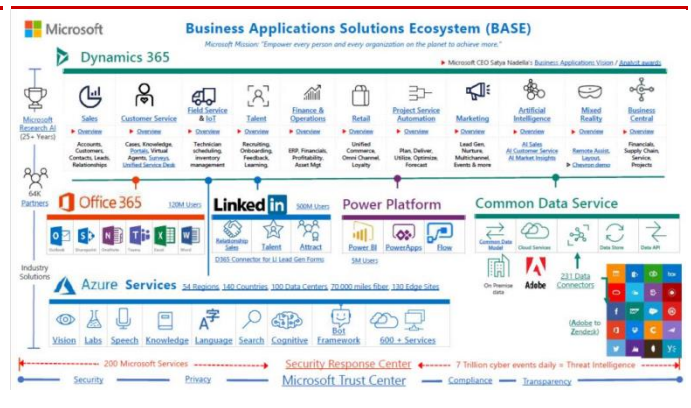 Microsoft
Business Applications Solutions Ecosystem (BASE)
Microsoft Mission: "Empower every person and every organization on the planet to achieve more."
Dynamics 365
Microsoft CEO Satya Nadella's Business Applications Vision / Analyst awards
Microsoft
Research AI
(25+ Years)
64K
Partners
Industry
Solutions
Sales
Overview
Accounts,
Customers,
Contacts, Leads,
Relationships
Customer Service
Overview
Cases, Knowledge,
Portals, Virtual
Agents, Surveys,
Unified Service Desk
Field Service
& IoT
Overview
Technician
scheduling,
inventory
management
Talent
Overview
Recruiting,
Onboarding,
Feedback,
Learning,
Finance &
Operations
Overview
ERP, Financials,
Profitability,
Asset Mgt
Retail
Overview
Unified
Commerce,
Omni Channel,
Loyalty
Project Service
Automation
Overview
Plan, Deliver,
Utilize, Optimize,
Forecast
Marketing
Overview
Lead Gen,
Nurture,
Multichannel,
Events & more
Artificial
Intelligence
Overview
AI Sales
AI Customer Service
AI Market Insights
Mixed
Reality
Overview
Remote Assist,
Layout,
Chevron demo
Business
Central
Overview
Financials,
Supply Chain,
Service,
Projects
Office 365
120M Users
Outlook
Sharepoint
OneNote
Teams
Excel
Word
Linked in
500M Users
Relationship
Sales
Talent
Attract
D365 Connector for LI Lead Gen Forms
Power Platform
Power BI
PowerApps
Flow
5M Users
Common Data Service
Common Data
Model
Cloud Services
Data Store
Data API
On Premise
data
Adobe
231 Data
Connectors
(Adobe to
Zendesk)
Azure Services
54 Regions
140 Countries
100 Data Centers
70,000 miles fiber
130 Edge Sites
Vision
Labs
Speech
Knowledge
Language
Search
Cognitive
Bot
Framework
600 + Services
200 Microsoft Services
Security Response Center
7 Trillion cyber events daily = Threat Intelligence
Security
Privacy
Microsoft Trust Center
Compliance
Transparency